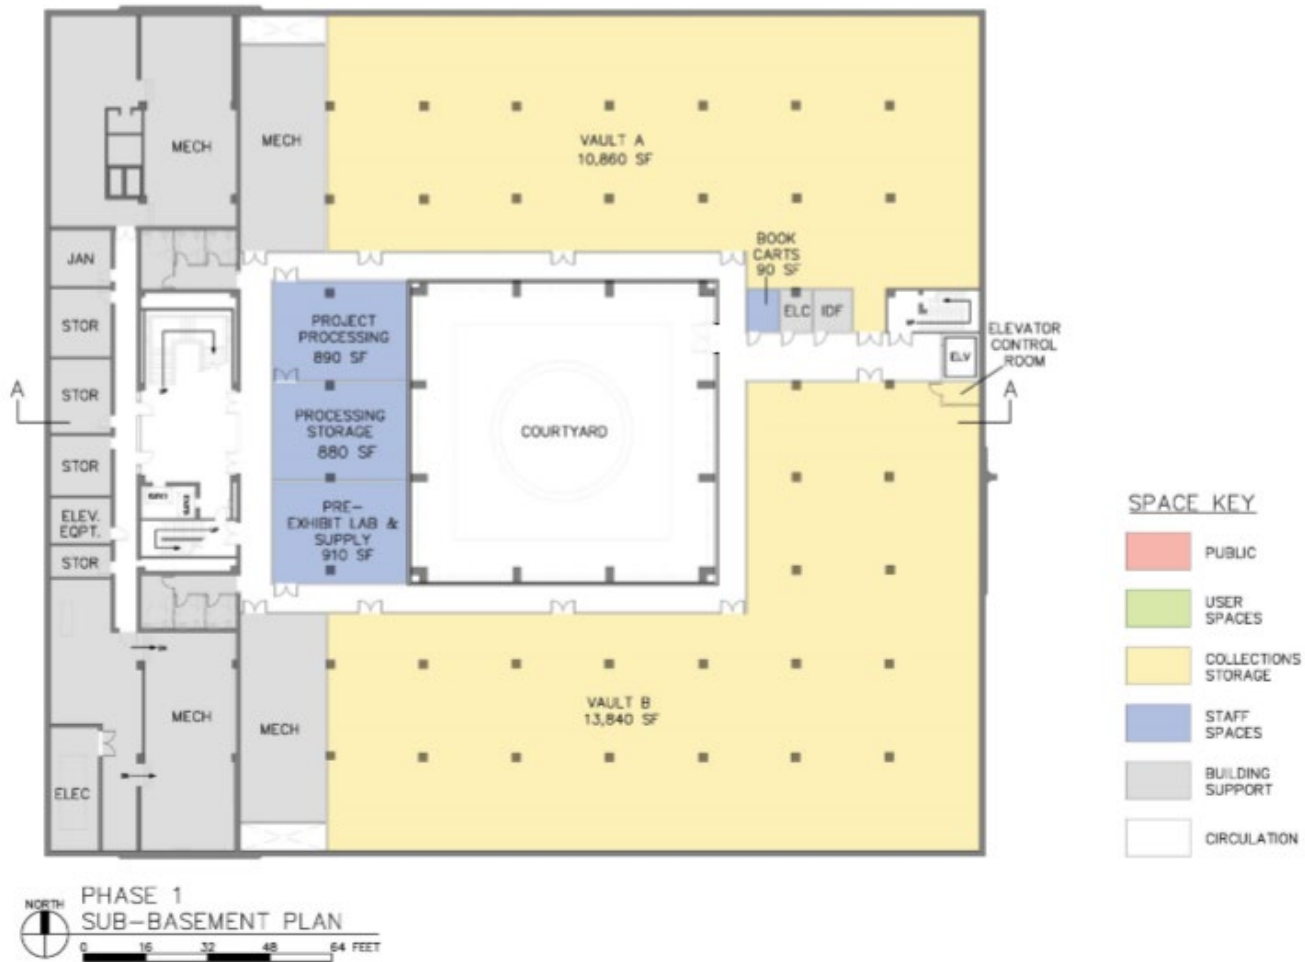 MECH
MECH
VAULT A
10,860 SF
JAN
BOOK
CARTS
90 SF
STOR
ELC
IDF
PROJECT
PROCESSING
890 SF
ELEVATOR
CONTROL
ROOM
ELV
A
STOR
A
PROCESSING
STORAGE
880 SF
COURTYARD
STOR
ELEV.
EQPT.
PRE-
EXHIBIT LAB &
SUPPLY
910 SF
STOR
MECH
MECH
VAULT B
13,840 SF
ELEC
SPACE KEY
PUBLIC
USER
SPACES
COLLECTIONS
STORAGE
STAFF
SPACES
BUILDING
SUPPORT
CIRCULATION
NORTH
PHASE 1
SUB-BASEMENT PLAN
0 16 32 48 64 FEET